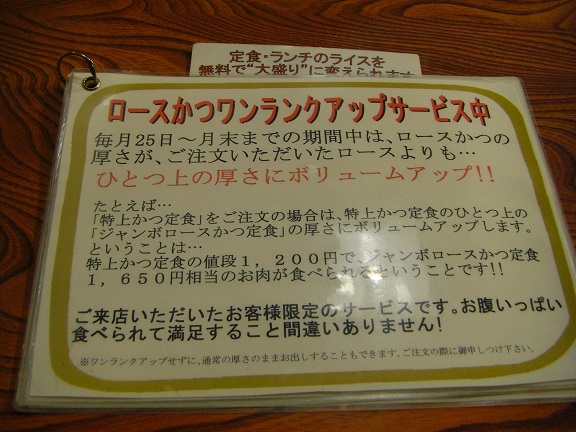 定食・ランチのライスを
無料で“大盛り”に変えられます
ロースかつワンランクアップサービス中
毎月25日～月末までの期間中は、ロースかつの
厚さが、ご注文いただいたロースよりも…
ひとつ上の厚さにボリュームアップ!!
たとえば…
「特上かつ定食」をご注文の場合は、特上かつ定食のひとつ上の
「ジャンボロースかつ定食」の厚さにボリュームアップします。
ということは…
特上かつ定食の値段１，２００円で、ジャンボロースかつ定食
１，６５０円相当のお肉が食べられるということです!!
ご来店いただいたお客様限定のサービスです。お腹いっぱい
食べられて満足すること間違いありません!
※ワンランクアップせずに、通常の厚さのままお出しすることもできます。ご注文の際に御申しつけ下さい。